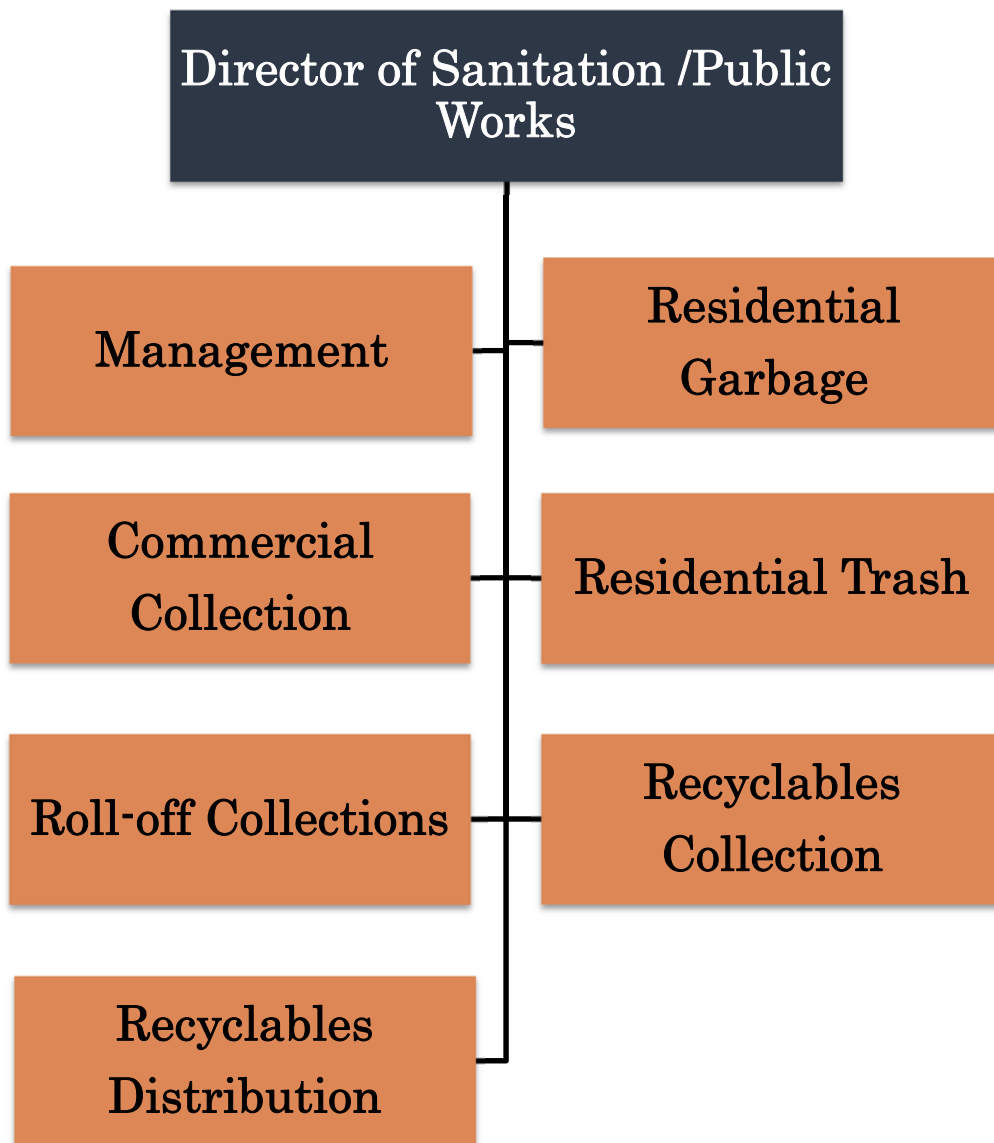 Director of Sanitation /Public
Works
Management
Residential
Garbage
Commercial
Collection
Residential Trash
Roll-off Collections
Recyclables
Collection
Recyclables
Distribution